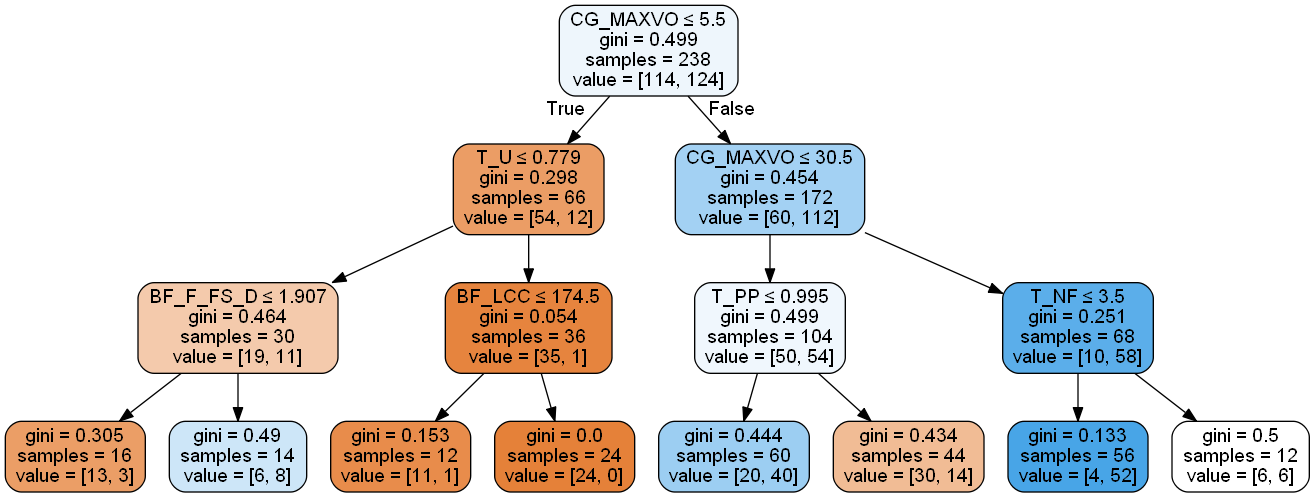 CG_MAXVO ≤ 5.5
gini = 0.499
samples = 238
value = [114, 124]
True
False
T_U ≤ 0.779
gini = 0.298
samples = 66
value = [54, 12]
CG_MAXVO ≤ 30.5
gini = 0.454
samples = 172
value = [60, 112]
BF_F_FS_D ≤ 1.907
gini = 0.464
samples = 30
value = [19, 11]
BF_LCC ≤ 174.5
gini = 0.054
samples = 36
value = [35, 1]
T_PP ≤ 0.995
gini = 0.499
samples = 104
value = [50, 54]
T_NF ≤ 3.5
gini = 0.251
samples = 68
value = [10, 58]
gini = 0.305
samples = 16
value = [13, 3]
gini = 0.49
samples = 14
value = [6, 8]
gini = 0.153
samples = 12
value = [11, 1]
gini = 0.0
samples = 24
value = [24, 0]
gini = 0.444
samples = 60
value = [20, 40]
gini = 0.434
samples = 44
value = [30, 14]
gini = 0.133
samples = 56
value = [4, 52]
gini = 0.5
samples = 12
value = [6, 6]